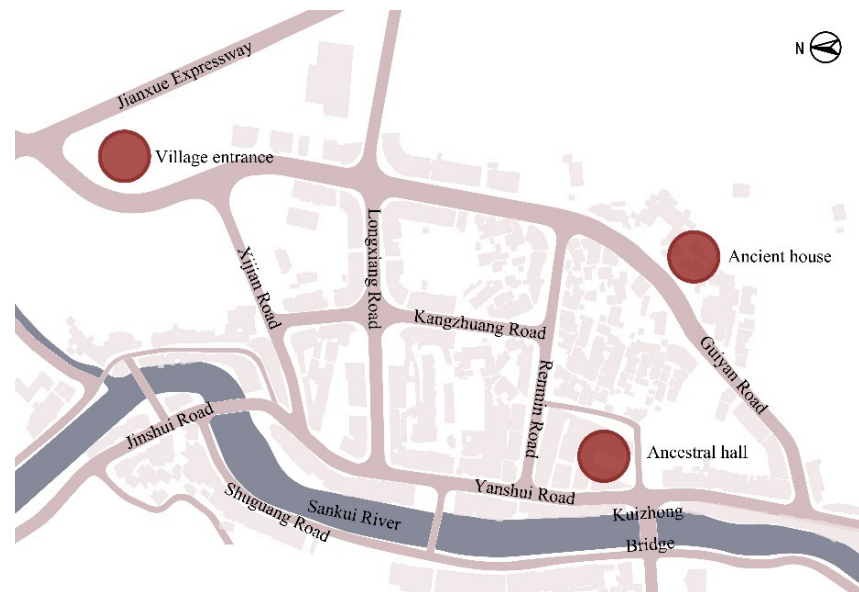 Jianxue Expressway
N
Village entrance
Longxiang Road
Xijian Road
Ancient house
Kangzhuang Road
Renmin Road
Guiyan Road
Jinshui Road
Ancestral hall
Yanshui Road
Shuguang Road
Sankui River
Kuizhong
Bridge